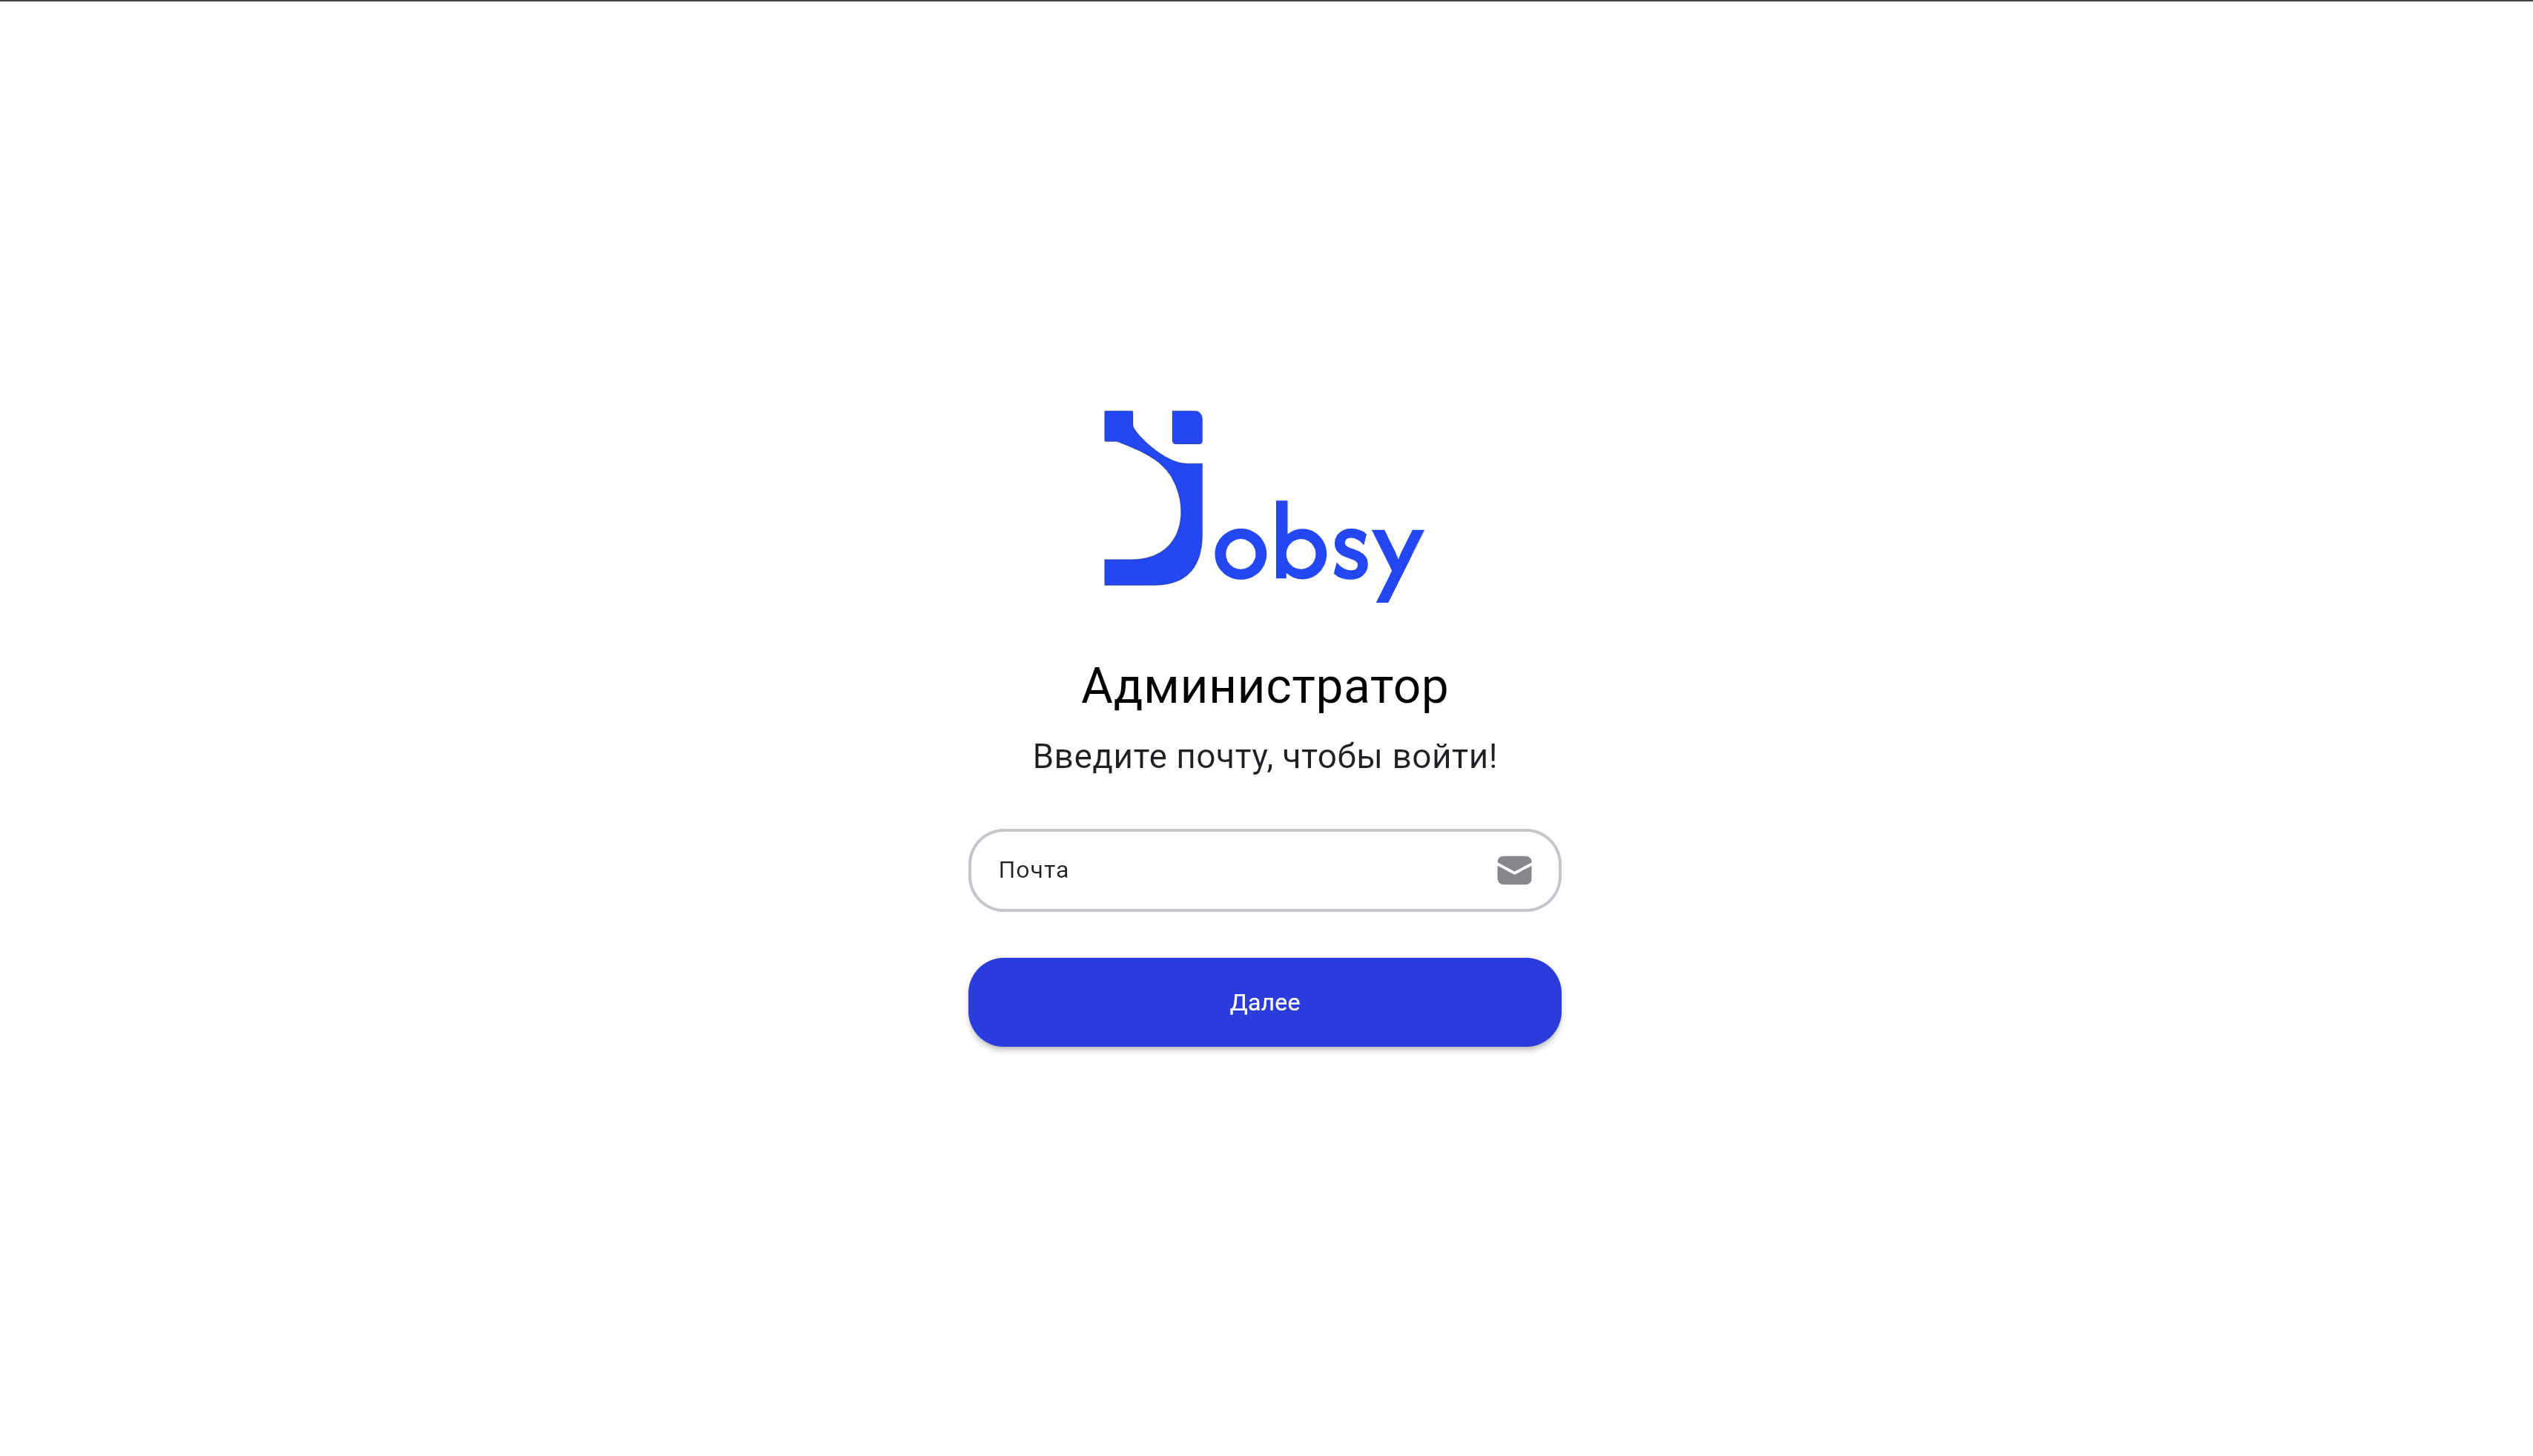 Jobsy
Администратор
Введите почту, чтобы войти!
Почта
Далее